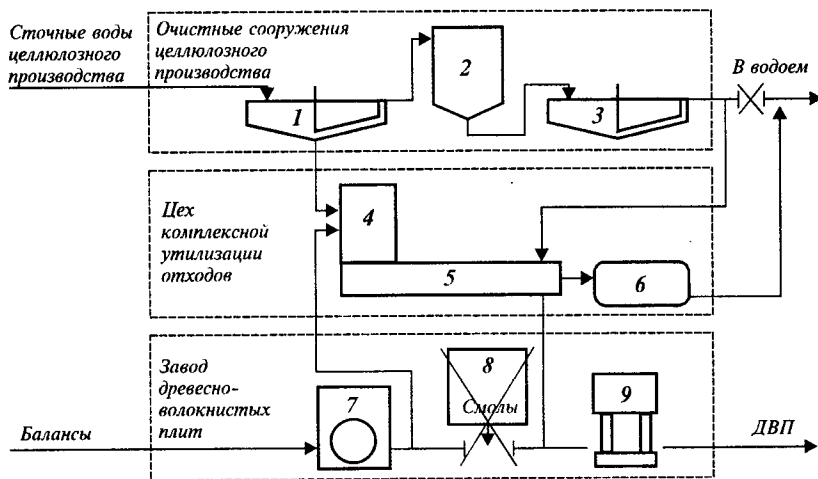 Сточные воды
целлюлозного
производства
Очистные сооружения
целлюлозного
производства
В водоем
1
2
3
Цех
комплексной
утилизации
отходов
4
5
6
Завод
древесно-
волокнистых
плит
Балансы
7
8
Смолы
9
ДВП